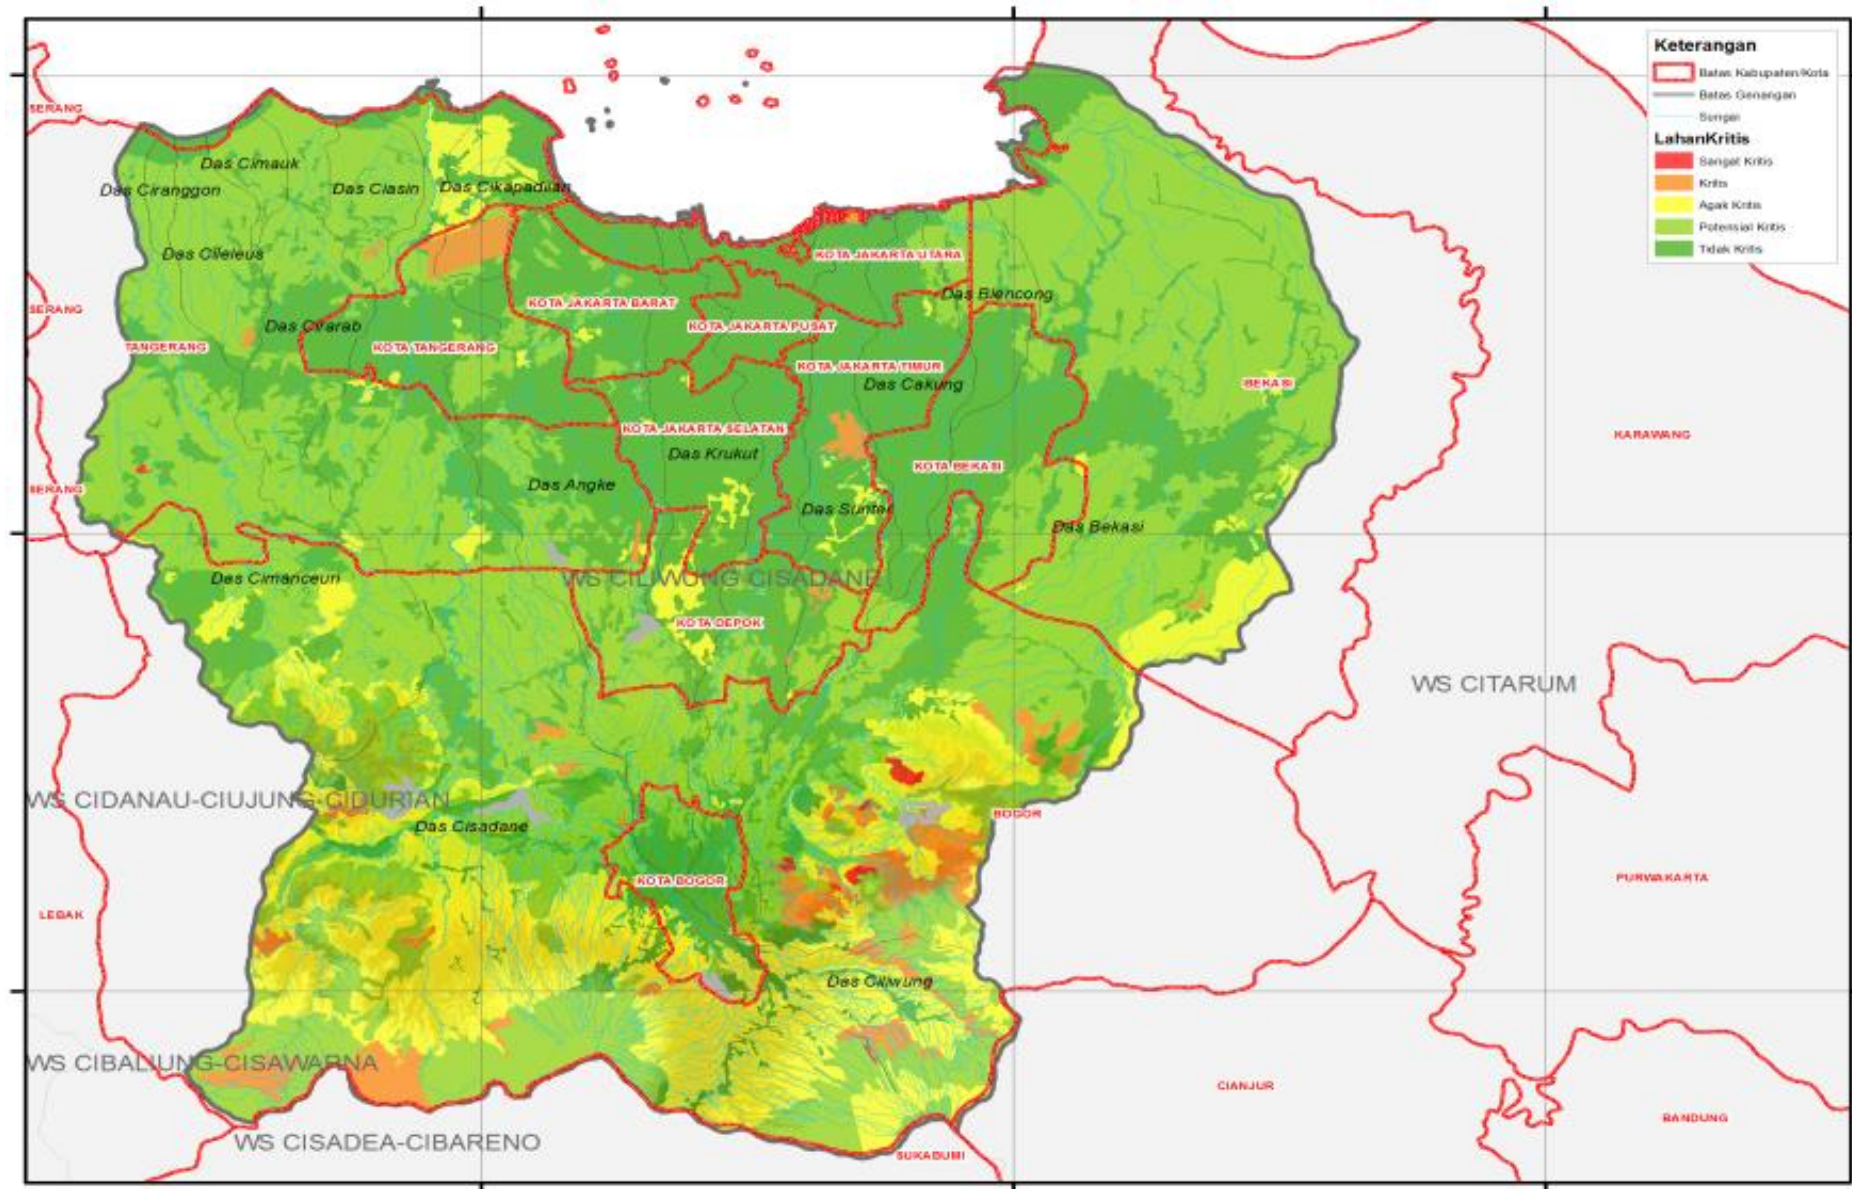 Keterangan
Batas Kabupaten/Kota
Batas Genangan
Sungai
LahanKritis
Sangat Kritis
Kritis
Agak Kritis
Potensial Kritis
Tidak Kritis
SERANG
Das Cimauk
Das Ciranggon
Das Ciasin
Das Cikapadilan
Das Cileleus
KOTA JAKARTA UTARA
Das Blencong
SERANG
KOTA JAKARTA BARAT
Das Cirarab
KOTA JAKARTA PUSAT
TANGERANG
KOTA TANGERANG
KOTA JAKARTA TIMUR
Das Cakung
BEKASI
KOTA JAKARTA SELATAN
KARAWANG
Das Krukut
KOTA BEKASI
SERANG
Das Angke
Das Sunter
Das Bekasi
Das Cimanceuri
WS CILIWUNG CISADANE
KOTA DEPOK
WS CITARUM
WS CIDANAU-CIUJUNG-CIDURIAN
BOGOR
Das Cisadane
KOTA BOGOR
PURWAKARTA
LEBAK
Das Ciliwung
WS CIBALIUNG-CISAWARNA
CIANJUR
BANDUNG
WS CISADEA-CIBARENO
SUKABUMI